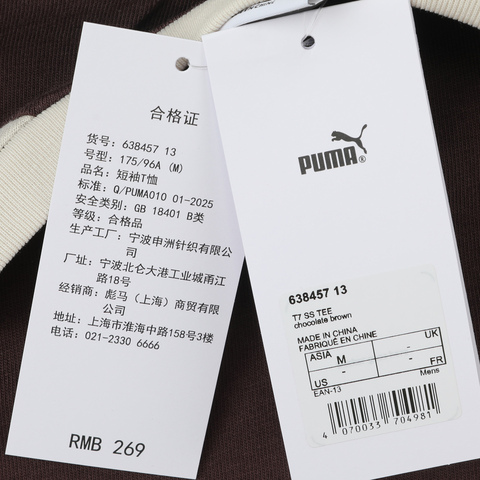 合格证
货号: 638457 13
号型: 175/96A (M)
品名: 短袖T恤
标准: Q/PUMA010 01-2025
安全类别: GB 18401 B类
等级: 合格品
生产工厂: 宁波申洲针织有限公
司
厂址: 宁波北仑大港工业城甬江
路18号
经销商: 彪马（上海）商贸有限
公司
地址: 上海市淮海中路158号3楼
电话: 021-2330 6666
RMB 269
PUMA®
638457 13
T7 SS TEE
chocolate brown
MADE IN CHINA
FABRIQUÉ EN CHINE
ASIA M - UK
US - - FR
EAN-13 Mens
4 070033 704981